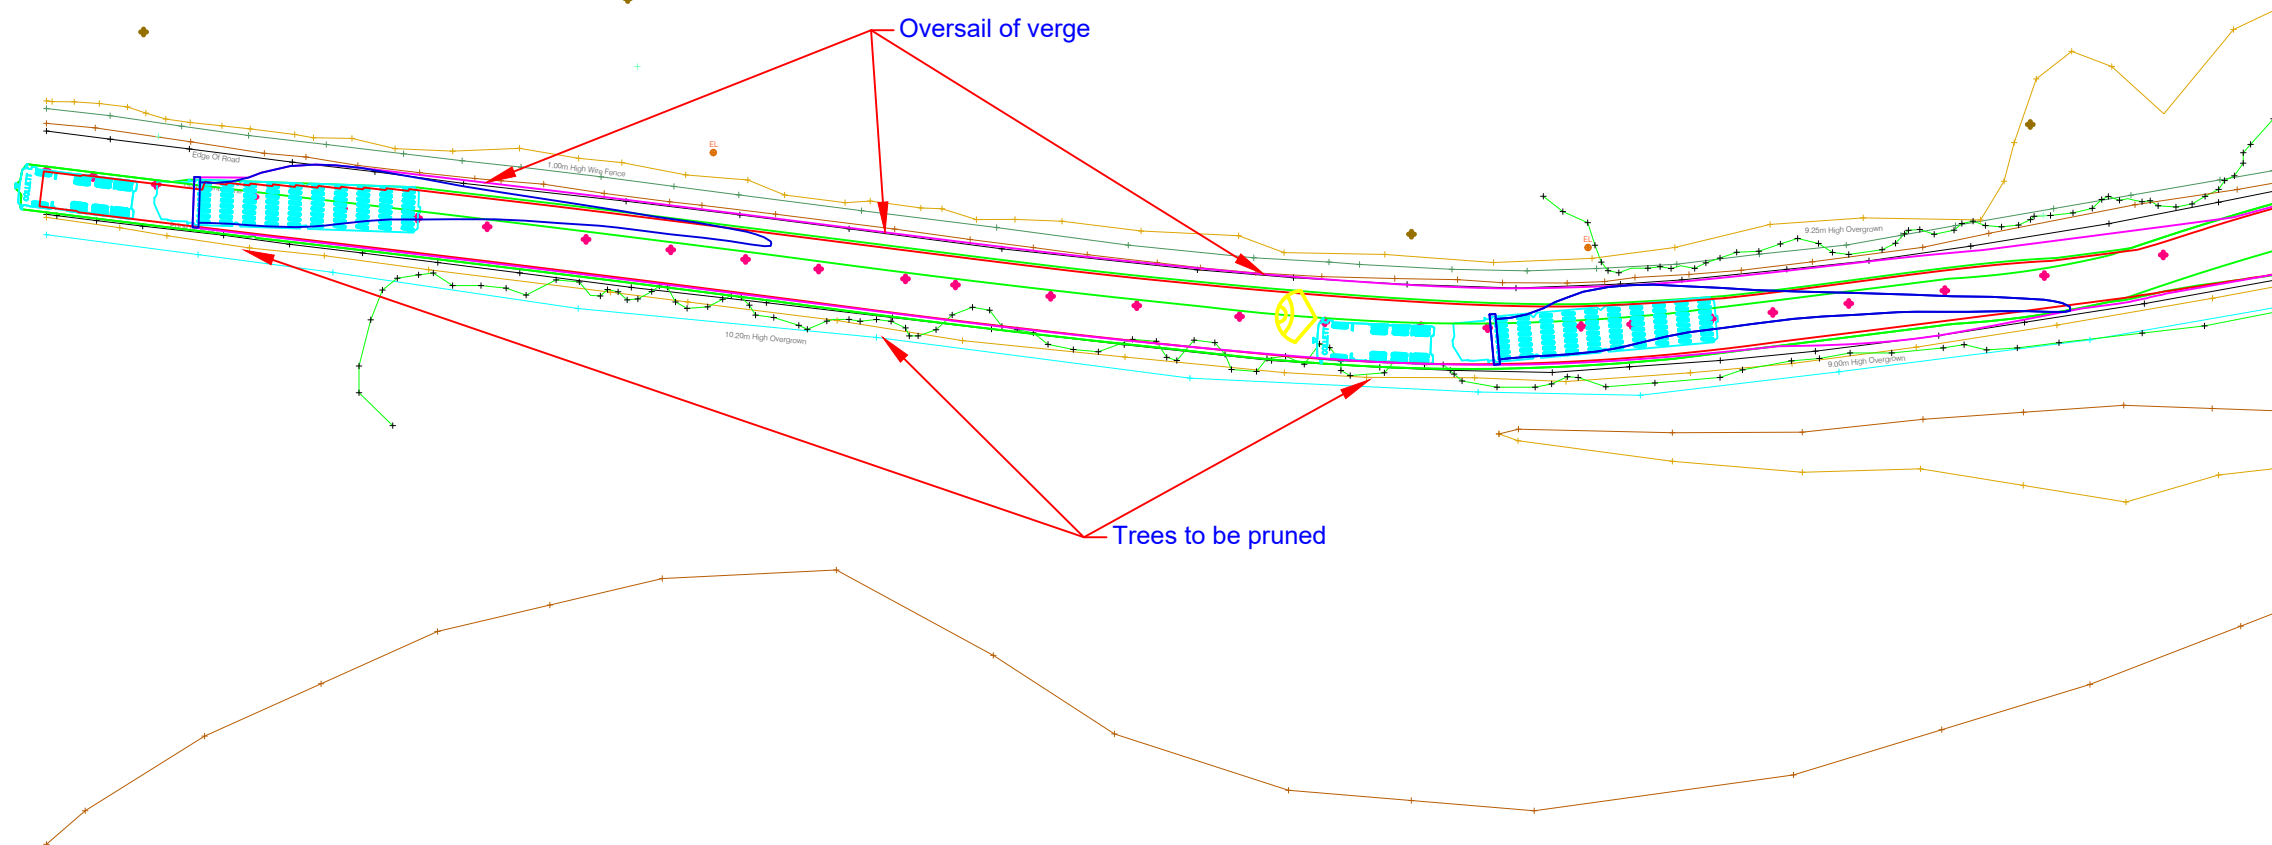 Oversail of verge
EL
Edge Of Road
1.00m High Wire Fence
9.25m High Overgrown
EL
10.20m High Overgrown
9.00m High Overgrown
Trees to be pruned